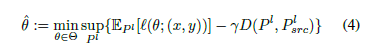 θ̂ := min_{θ∈Θ} sup_{P^l} {𝔼_{P^l}[ℓ(θ; (x, y))] − γD(P^l, P^l_{src})}   (4)